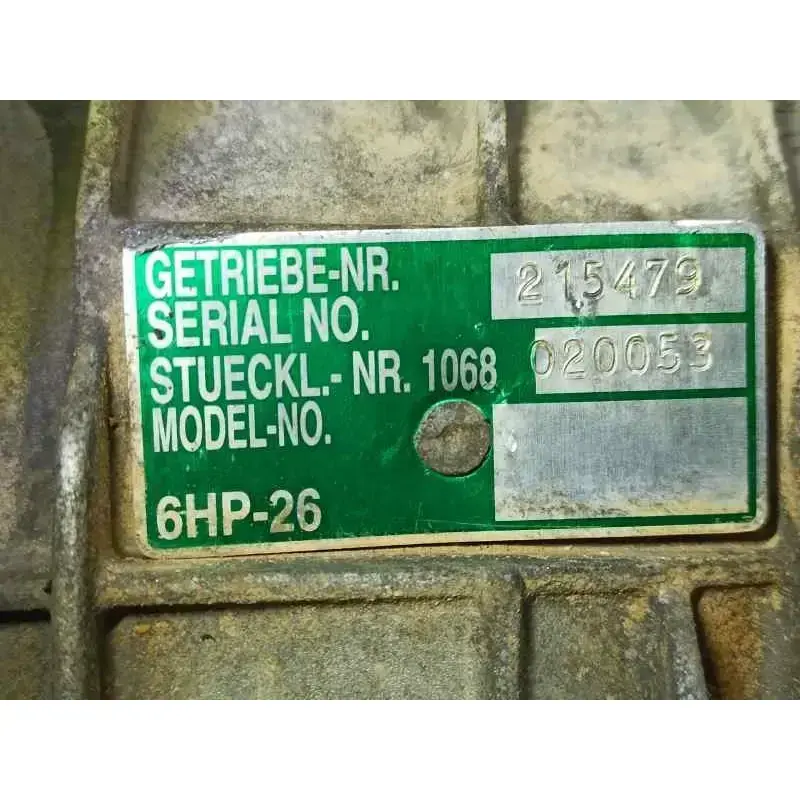 GETRIEBE-NR. 215479
SERIAL NO.
STUECKL.- NR. 1068 020053
MODEL-NO.
6HP-26